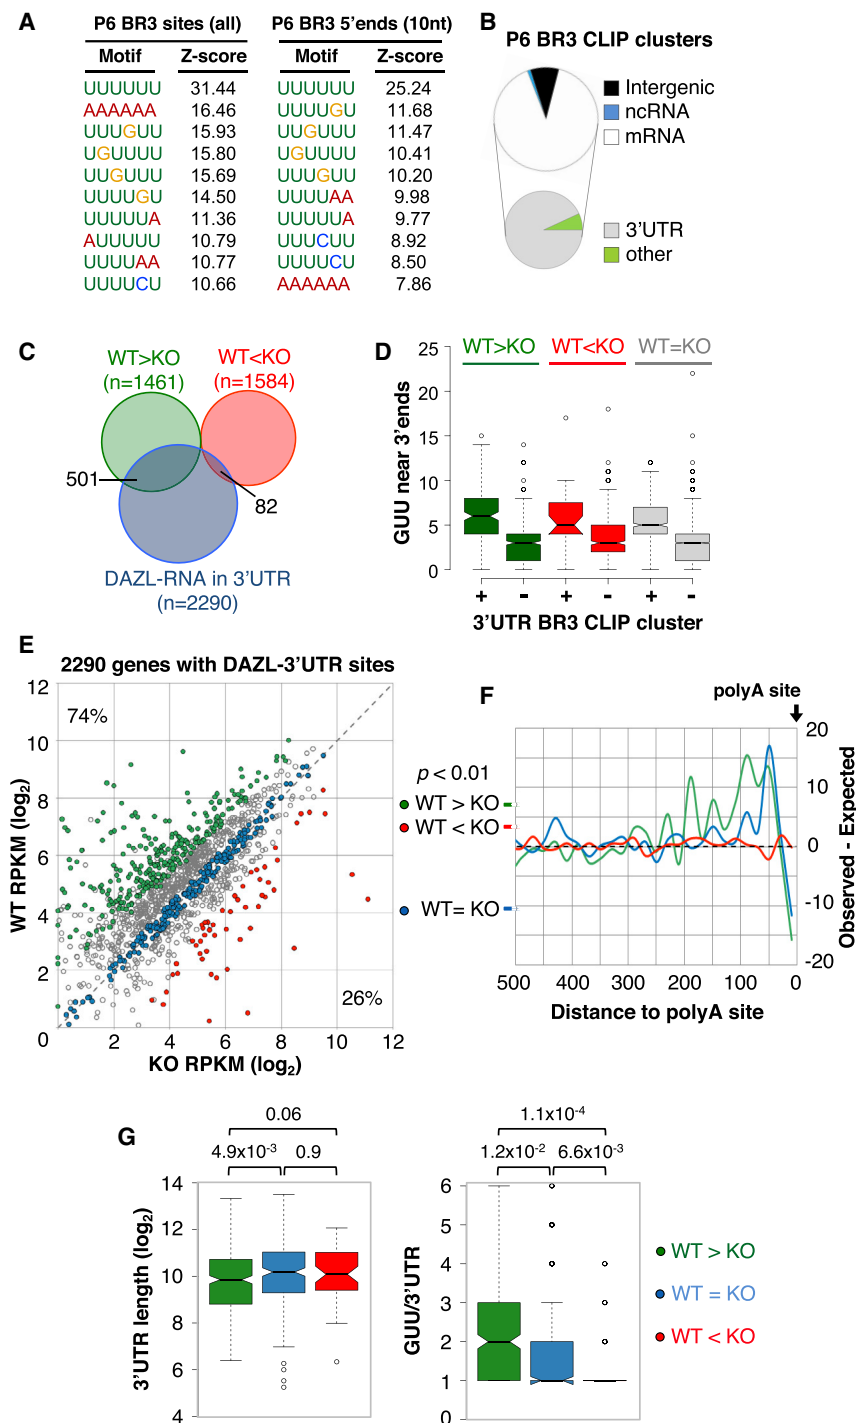 A
P6 BR3 sites (all) P6 BR3 5'ends (10nt)
Motif Z-score Motif Z-score
UUUUUU 31.44 UUUUUU 25.24
AAAAAA 16.46 UUUUGU 11.68
UUUGUU 15.93 UUGUUU 11.47
UGUUUU 15.80 UGUUUU 10.41
UUGUUU 15.69 UUUGUU 10.20
UUUUGU 14.50 UUUUAA 9.98
UUUUUA 11.36 UUUUUA 9.77
AUUUUU 10.79 UUUCUU 8.92
UUUUAA 10.77 UUUUCU 8.50
UUUUCU 10.66 AAAAAA 7.86
B
P6 BR3 CLIP clusters
Intergenic
ncRNA
mRNA
3'UTR
other
C
WT>KO
(n=1461)
WT<KO
(n=1584)
501
82
DAZL-RNA in 3'UTR
(n=2290)
D
WT>KO WT<KO WT=KO
25
20
15
10
5
0
GUU near 3'ends
+ - + - + -
3'UTR BR3 CLIP cluster
E
2290 genes with DAZL-3'UTR sites
12
10
8
6
4
2
0
74%
26%
WT RPKM (log2)
2 4 6 8 10 12
KO RPKM (log2)
p < 0.01
WT > KO
WT < KO
WT= KO
F
polyA site
20
10
0
-10
-20
Observed - Expected
500 400 300 200 100 0
Distance to polyA site
G
0.06
4.9x10-3 0.9
14
12
10
8
6
4
3'UTR length (log2)
1.1x10-4
1.2x10-2 6.6x10-3
6
5
4
3
2
1
0
GUU/3'UTR
WT > KO
WT = KO
WT < KO